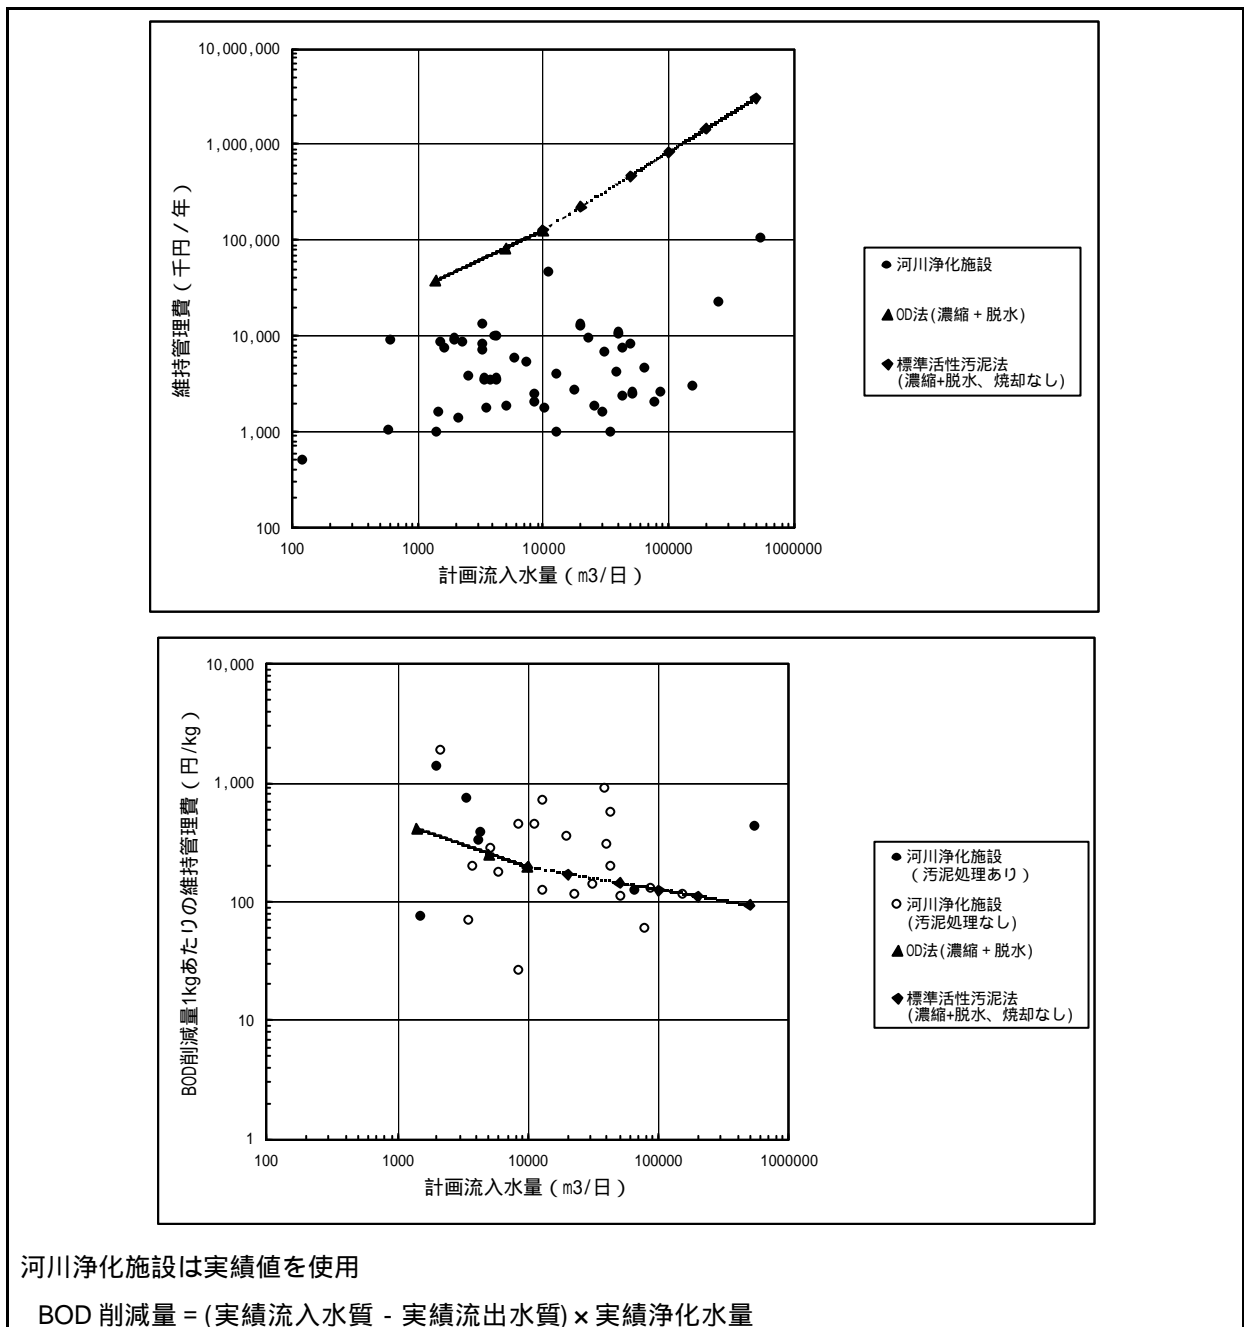 10,000,000
1,000,000
100,000
10,000
1,000
100
維持管理費（千円／年）
100 1000 10000 100000 1000000
計画流入水量（m3/日）
河川浄化施設
OD法(濃縮＋脱水)
標準活性汚泥法
(濃縮+脱水、焼却なし)
10,000
1,000
100
10
1
BOD削減量1kgあたりの維持管理費（円/kg）
100 1000 10000 100000 1000000
計画流入水量（m3/日）
河川浄化施設
（汚泥処理あり）
河川浄化施設
(汚泥処理なし)
OD法(濃縮＋脱水)
標準活性汚泥法
(濃縮+脱水、焼却なし)
河川浄化施設は実績値を使用
BOD 削減量＝(実績流入水質 - 実績流出水質)×実績浄化水量